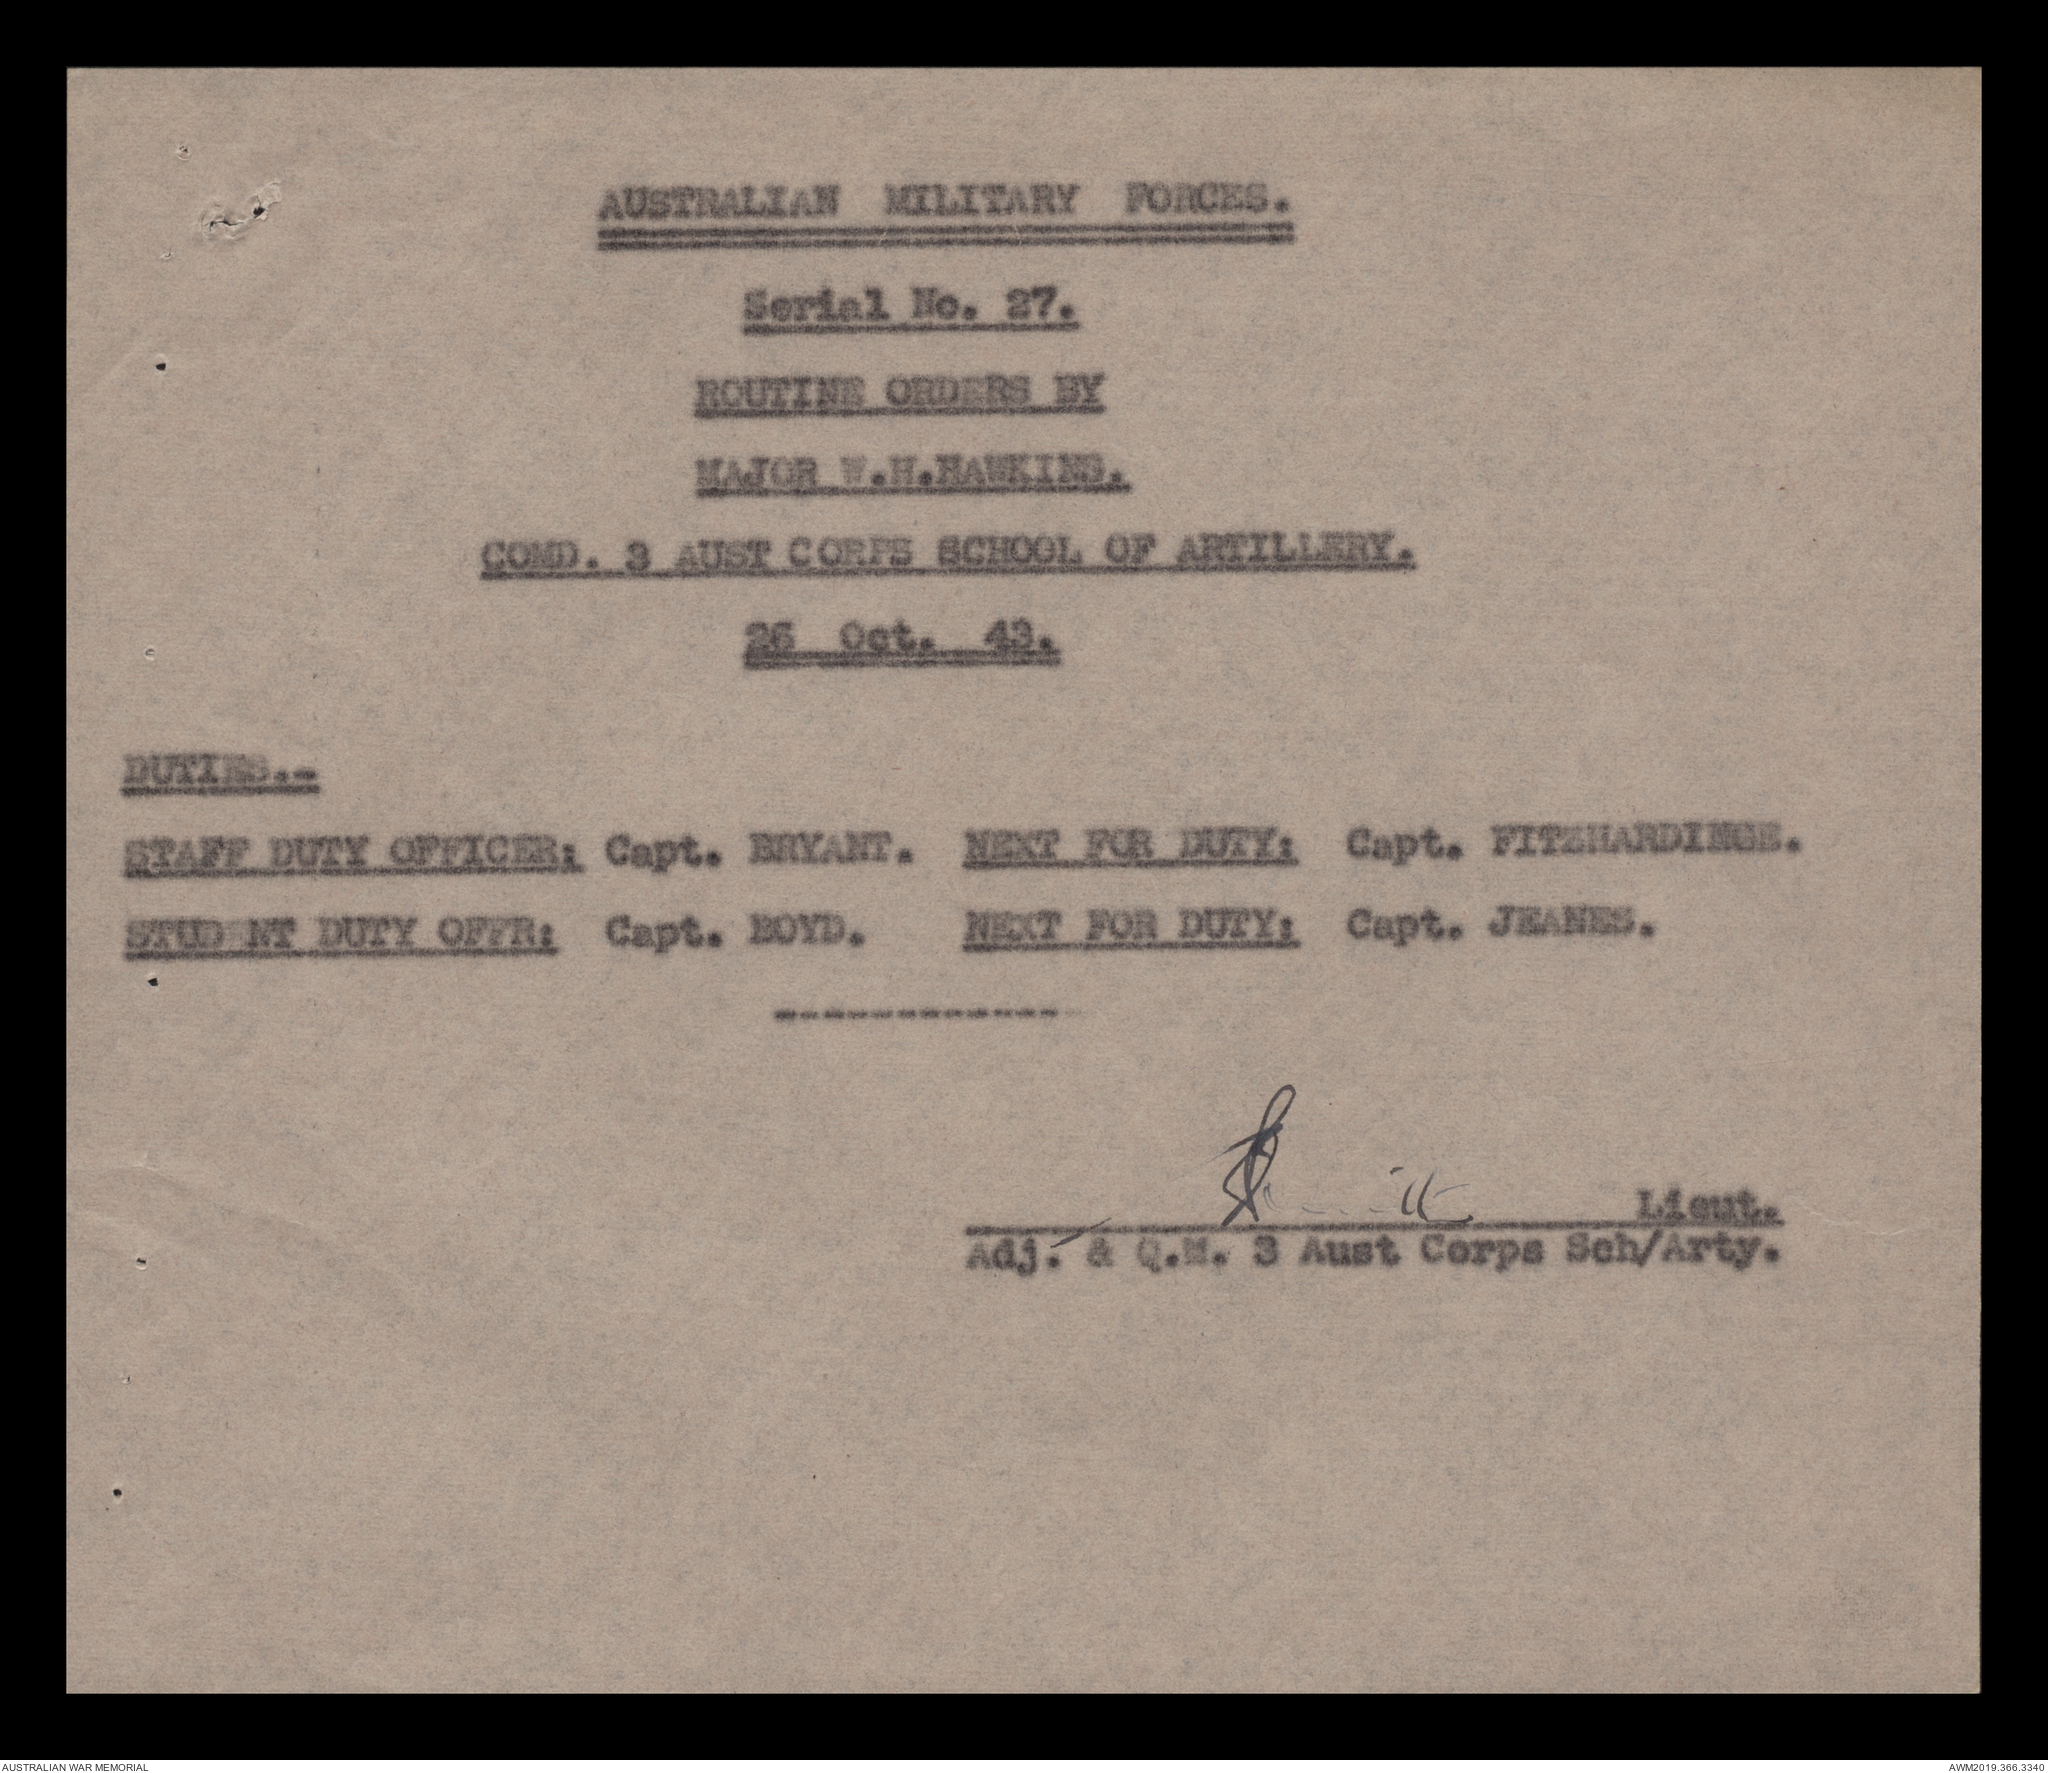 AUSTRALIAN MILITARY FORCES.
Serial No. 27.
ROUTINE ORDERS BY
MAJOR W.H.HAWKINS.
COMD. 3 AUST CORPS SCHOOL OF ARTILLERY.
26 Oct. 43.
DUTIES..-
STAFF DUTY OFFICER: Capt. BRYANT. NEXT FOR DUTY: Capt. FITZHARDINGE.
STUDENT DUTY OFFR: Capt. BOYD. NEXT FOR DUTY: Capt. JEANES.
Lieut.
Adj. & Q.M. 3 Aust Corps Sch/Arty.
AUSTRALIAN WAR MEMORIAL
AWM2019.366.3340